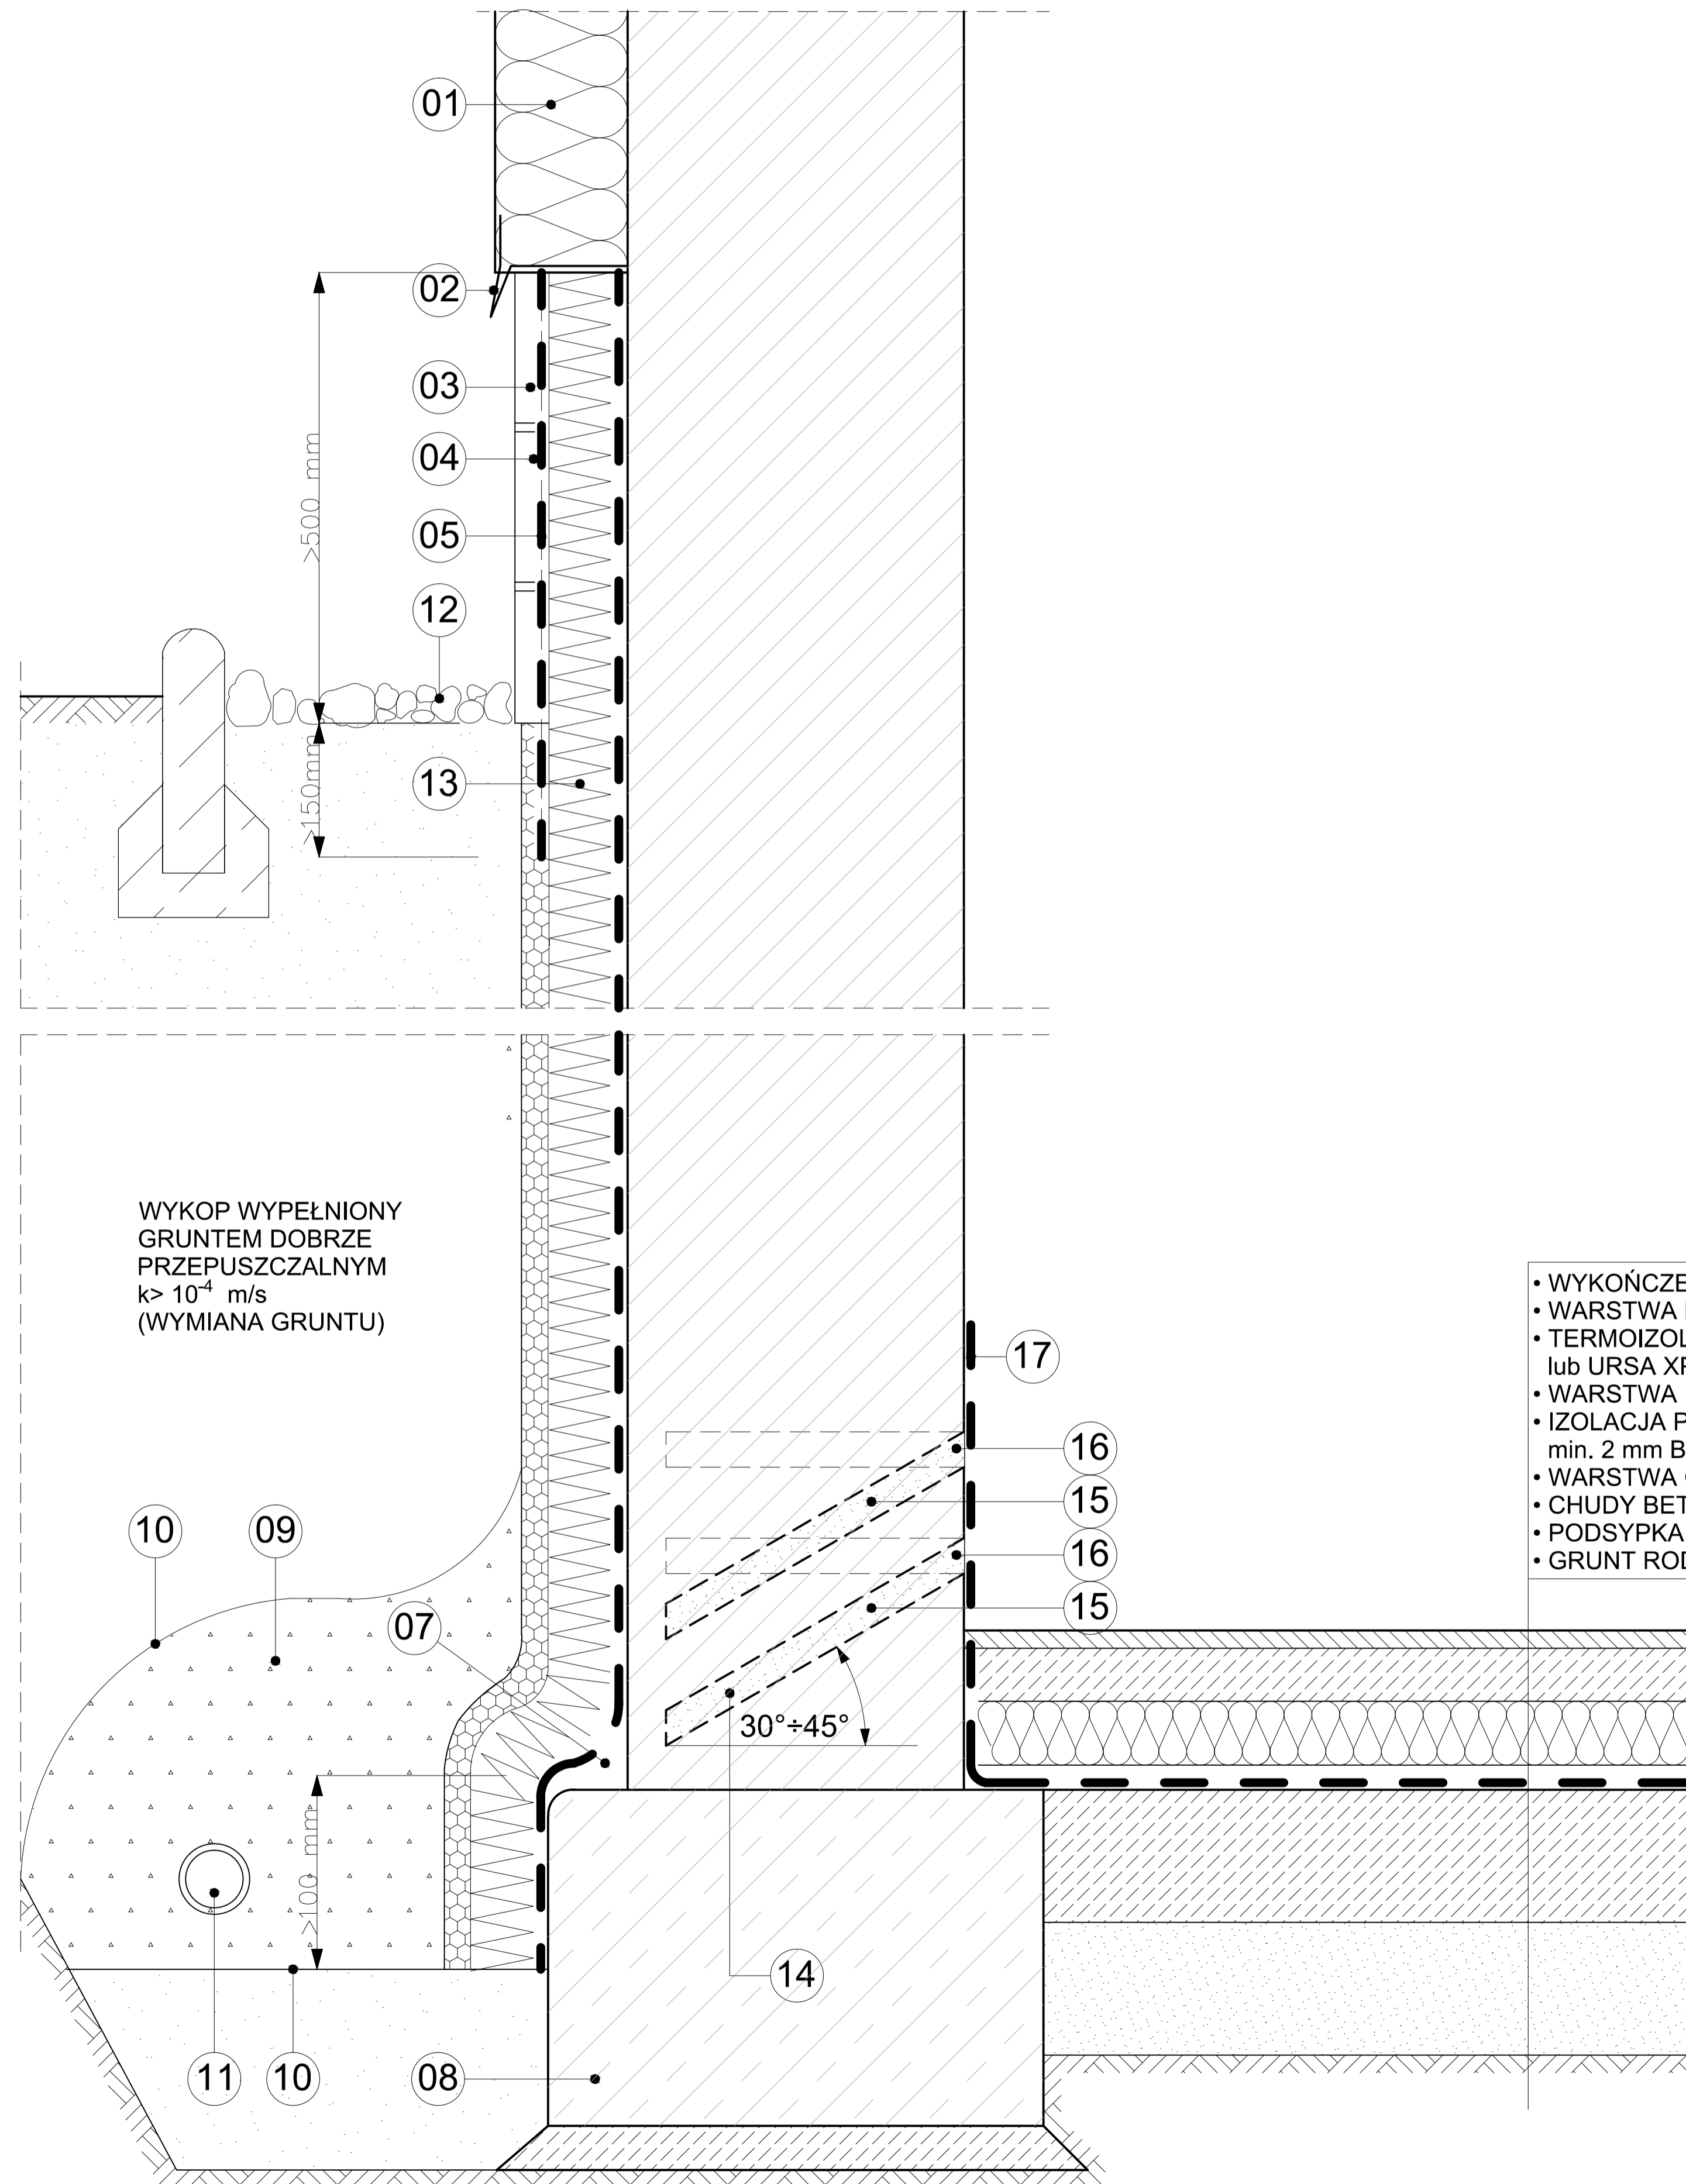 01
02
03
04
05
12
>500 mm
13
>150mm
WYKOP WYPEŁNIONY
GRUNTEM DOBRZE
PRZEPUSZCZALNYM
k> 10⁻⁴ m/s
(WYMIANA GRUNTU)
17
16
15
16
15
• WYKOŃCZE
• WARSTWA
• TERMOIZOL
lub URSA XP
• WARSTWA
• IZOLACJA P
min. 2 mm B
• WARSTWA
• CHUDY BET
• PODSYPKA
• GRUNT ROD
10
09
07
30°÷45°
>100 mm
14
11
10
08